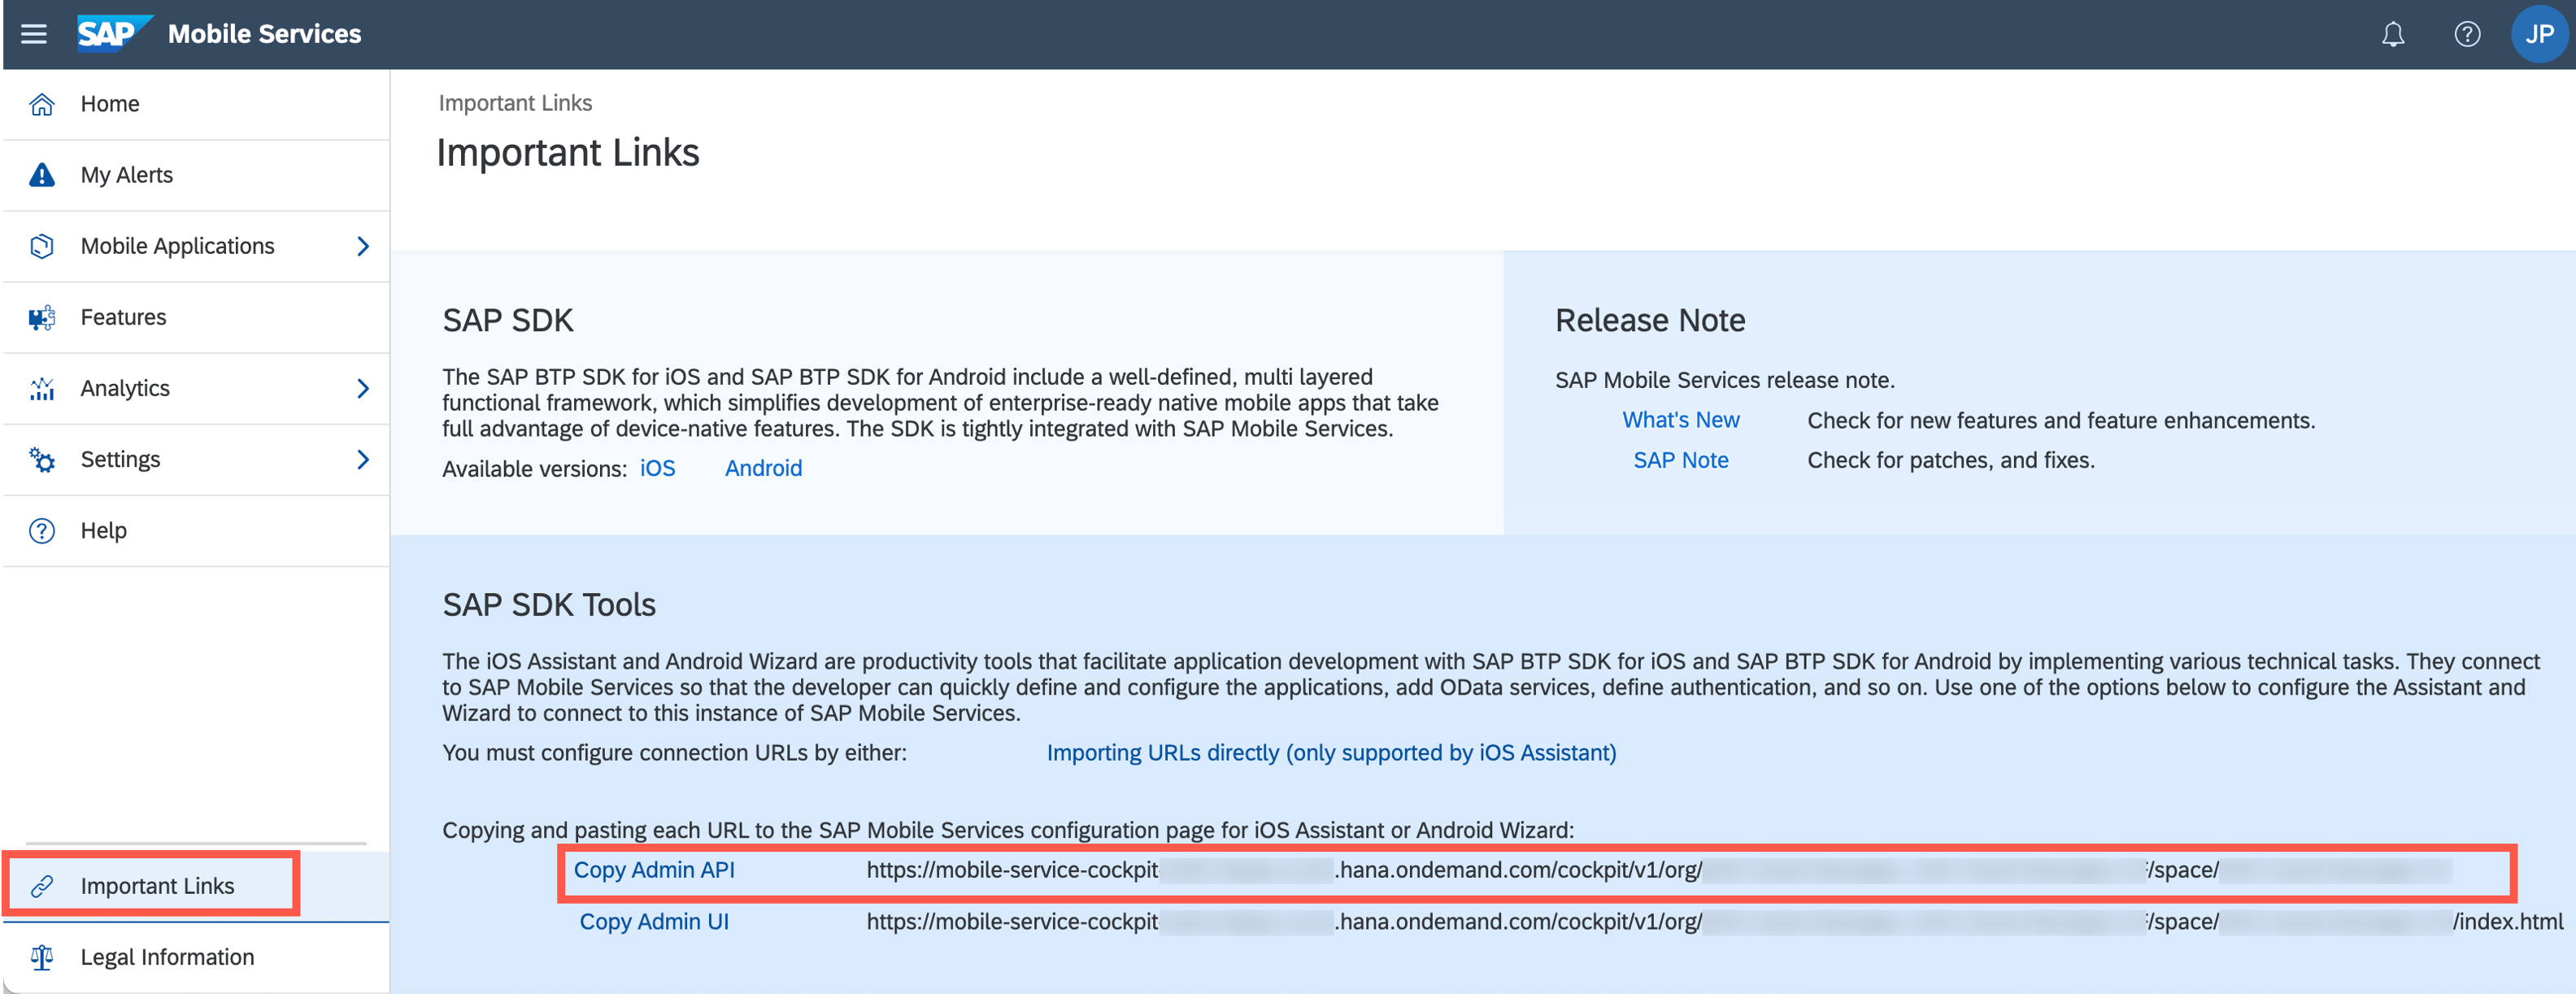 SAP Mobile Services
JP
Home
My Alerts
Mobile Applications
Features
Analytics
Settings
Help
Important Links
Legal Information
Important Links
Important Links
SAP SDK
The SAP BTP SDK for iOS and SAP BTP SDK for Android include a well-defined, multi layered
functional framework, which simplifies development of enterprise-ready native mobile apps that take
full advantage of device-native features. The SDK is tightly integrated with SAP Mobile Services.
Available versions: iOS Android
Release Note
SAP Mobile Services release note.
What's New Check for new features and feature enhancements.
SAP Note Check for patches, and fixes.
SAP SDK Tools
The iOS Assistant and Android Wizard are productivity tools that facilitate application development with SAP BTP SDK for iOS and SAP BTP SDK for Android by implementing various technical tasks. They connect
to SAP Mobile Services so that the developer can quickly define and configure the applications, add OData services, define authentication, and so on. Use one of the options below to configure the Assistant and
Wizard to connect to this instance of SAP Mobile Services.
You must configure connection URLs by either: Importing URLs directly (only supported by iOS Assistant)
Copying and pasting each URL to the SAP Mobile Services configuration page for iOS Assistant or Android Wizard:
Copy Admin API https://mobile-service-cockpit .hana.ondemand.com/cockpit/v1/org/ /space/
Copy Admin UI https://mobile-service-cockpit .hana.ondemand.com/cockpit/v1/org/ /space/ /index.html